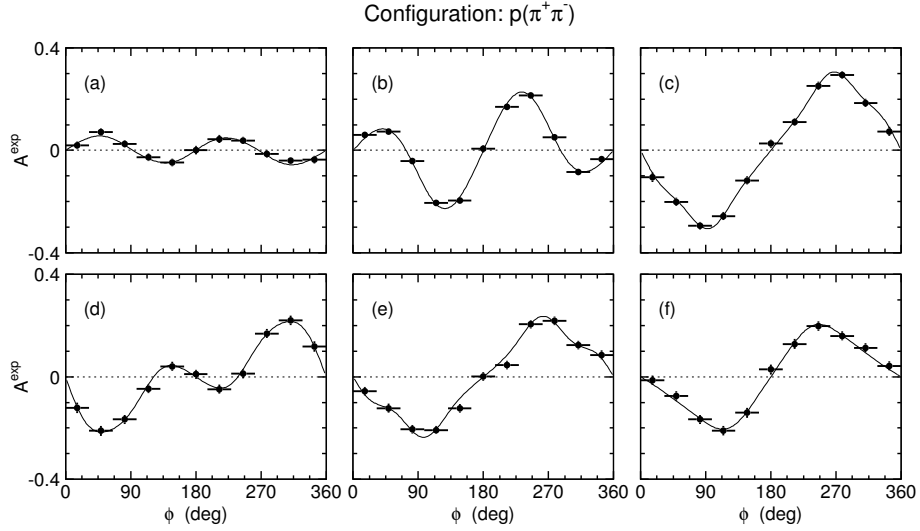 Configuration: p(π⁺π⁻)
0.4
(a) (b) (c)
A^exp
0
-0.4
0.4
(d) (e) (f)
A^exp
0
-0.4
0 90 180 270 360 0 90 180 270 360 0 90 180 270 360
ϕ (deg) ϕ (deg) ϕ (deg)